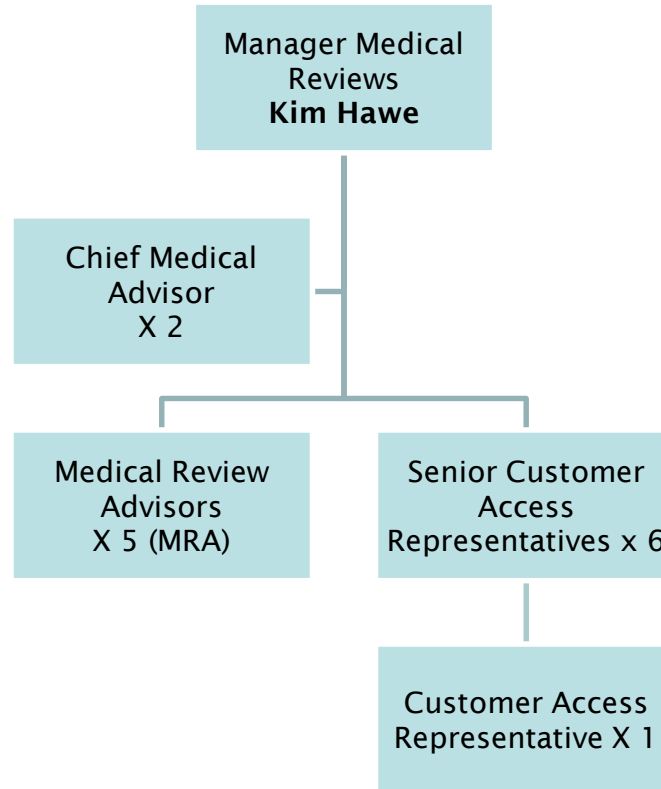 Manager Medical
Reviews
Kim Hawe
Chief Medical
Advisor
X 2
Medical Review
Advisors
X 5 (MRA)
Senior Customer
Access
Representatives x 6
Customer Access
Representative X 1